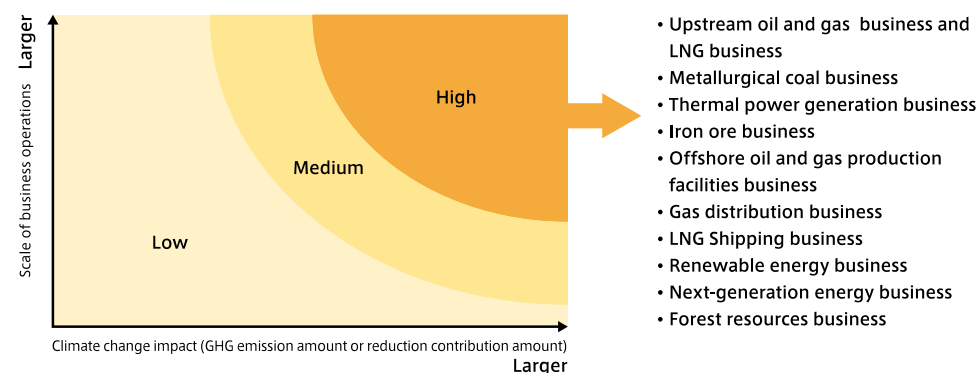 Larger
Scale of business operations
High
Medium
Low
Climate change impact (GHG emission amount or reduction contribution amount)
Larger
• Upstream oil and gas business and
LNG business
• Metallurgical coal business
• Thermal power generation business
• Iron ore business
• Offshore oil and gas production
facilities business
• Gas distribution business
• LNG Shipping business
• Renewable energy business
• Next-generation energy business
• Forest resources business